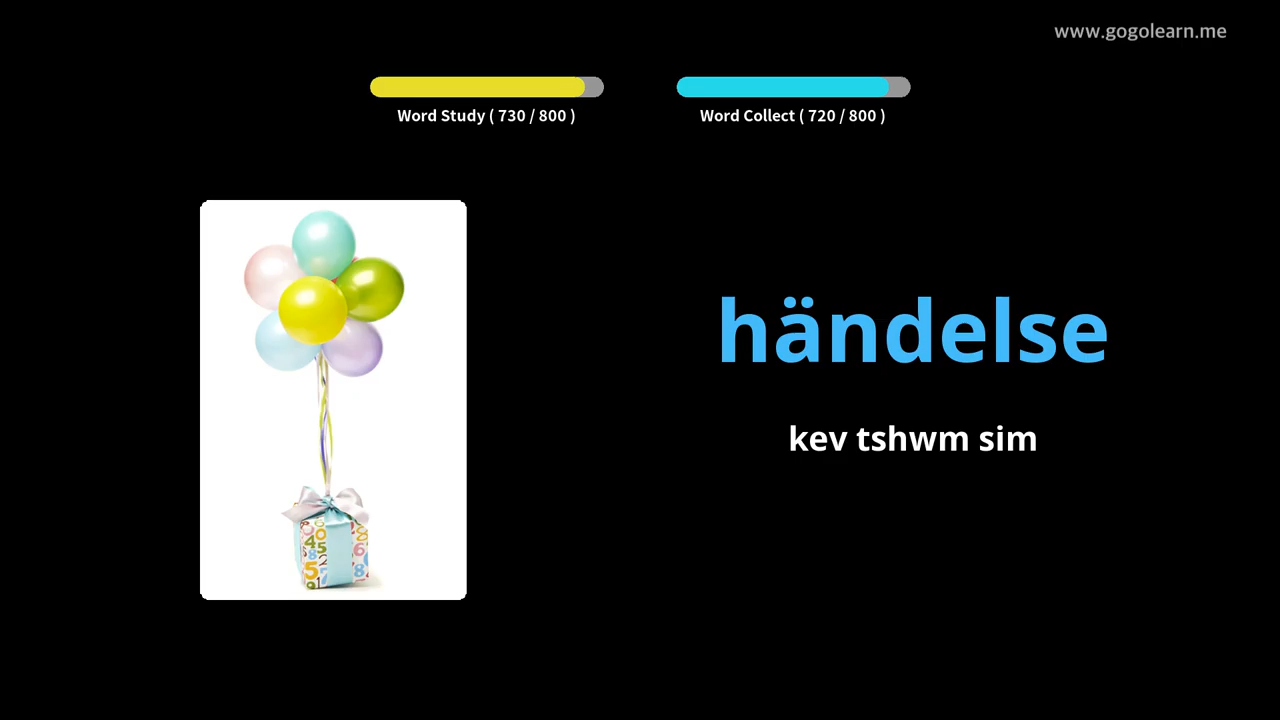 www.gogolearn.me
Word Study ( 730 / 800 )
Word Collect ( 720 / 800 )
händelse
kev tshwm sim